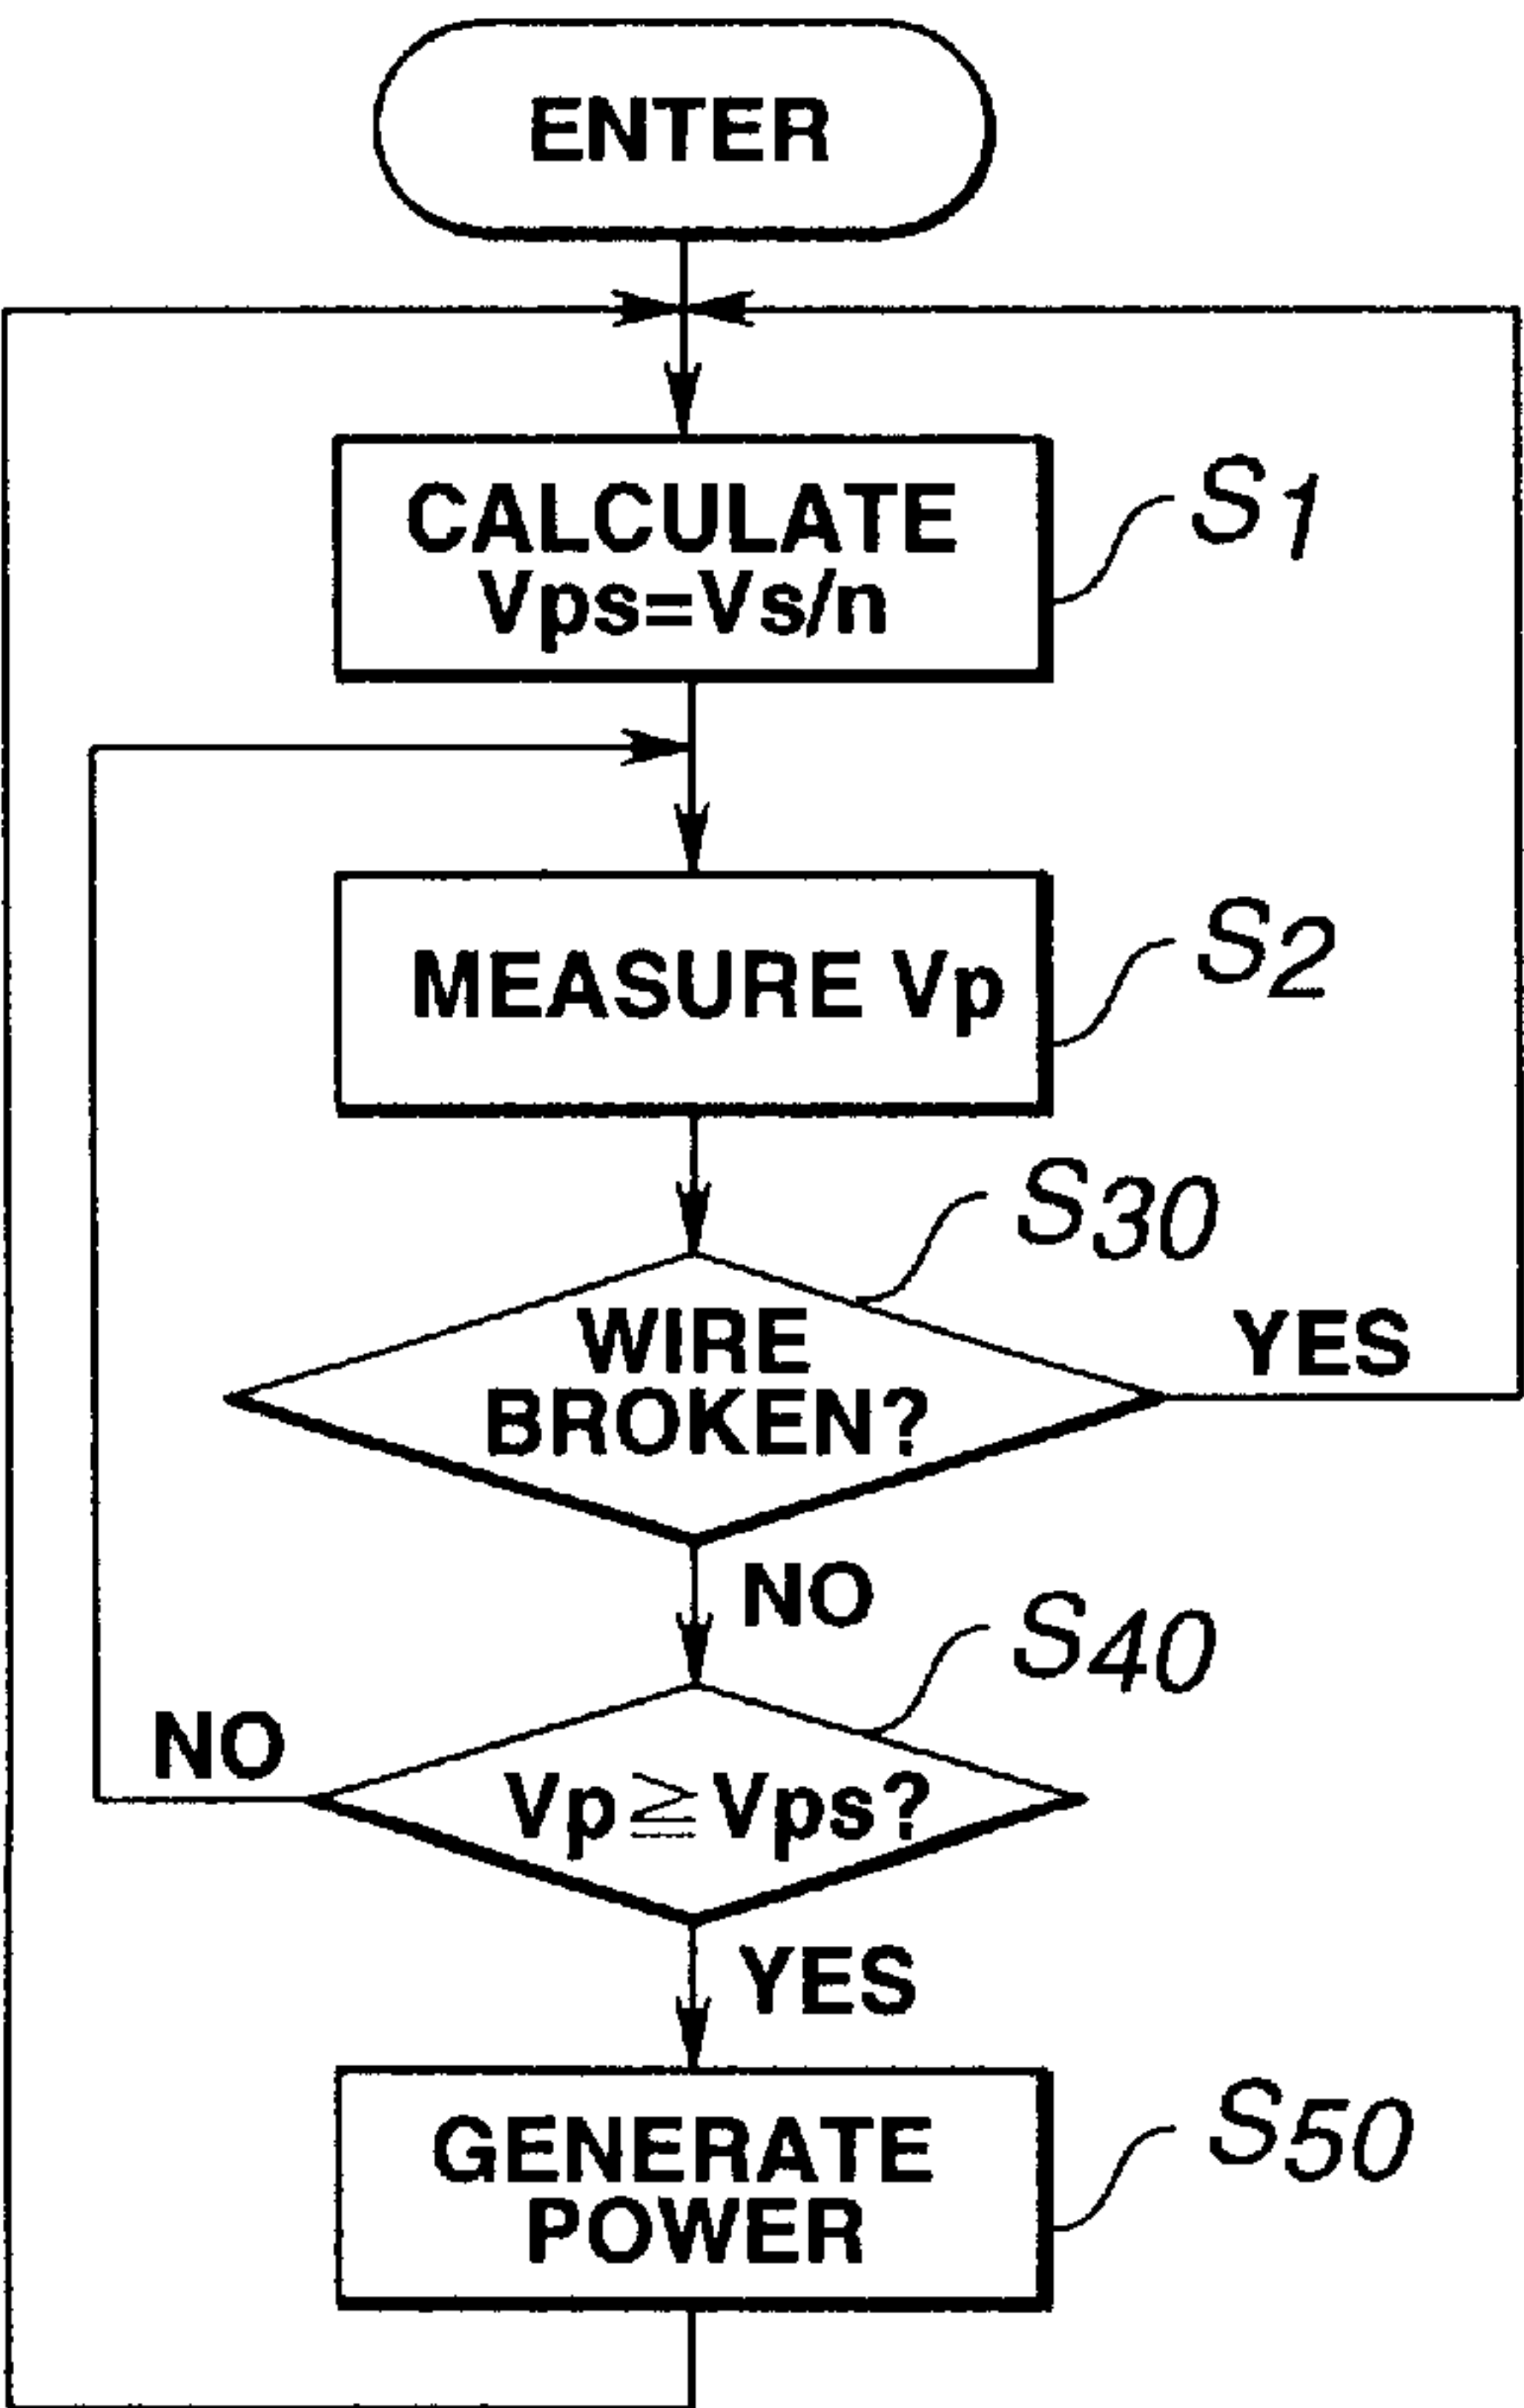 ENTER
CALCULATE
Vps=Vs/n
S1
MEASURE Vp
S2
S30
WIRE
BROKEN?
YES
NO
S40
NO
Vp≧Vps?
YES
GENERATE
POWER
S50